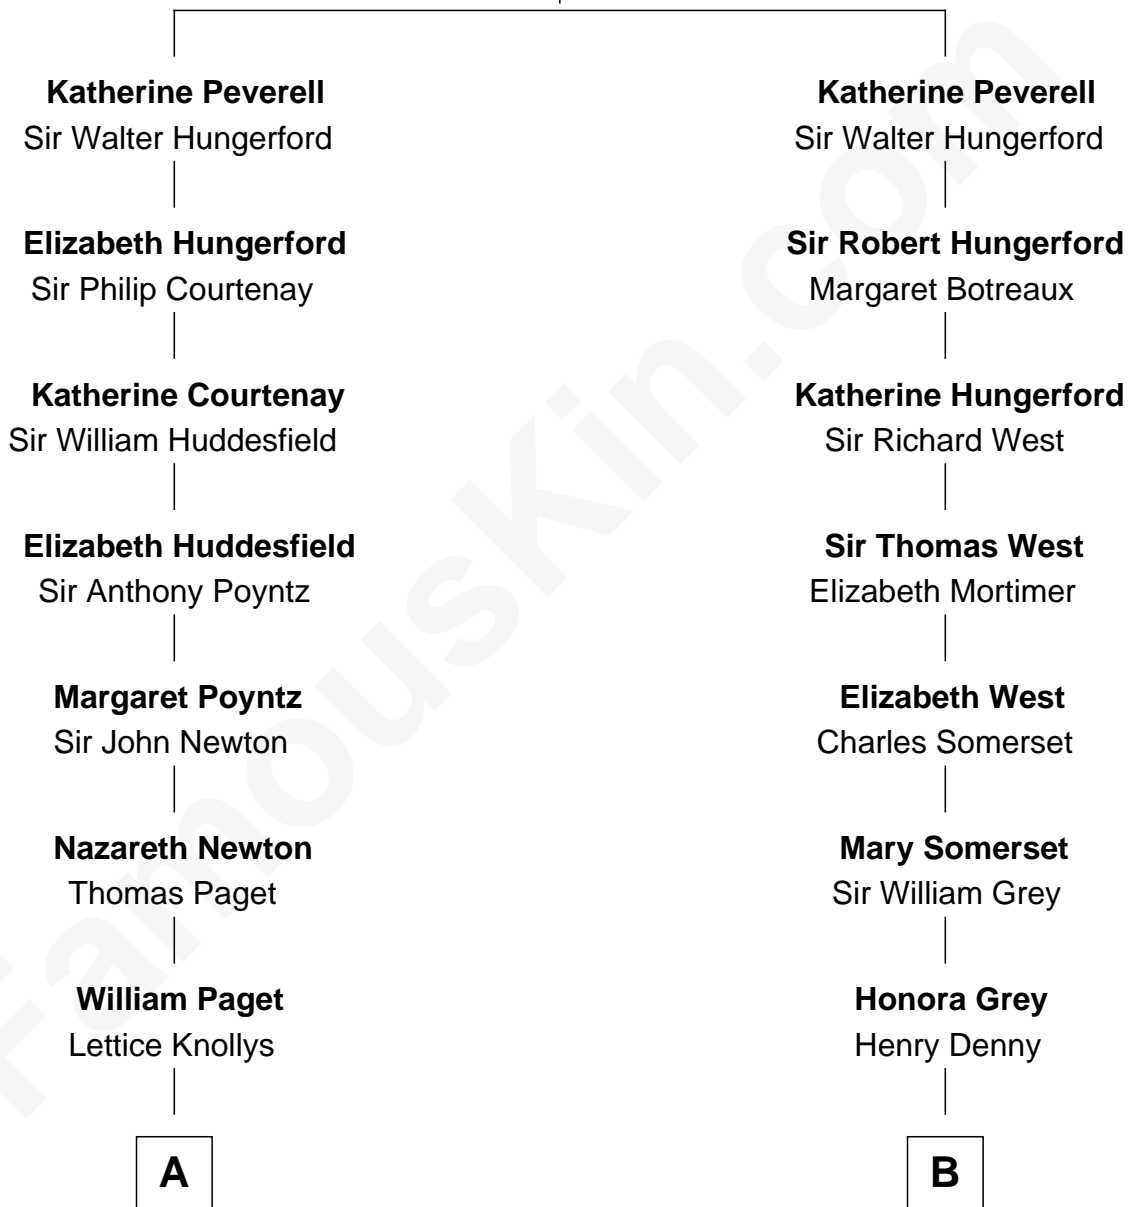 Katherine Peverell
Sir Walter Hungerford
Elizabeth Hungerford
Sir Philip Courtenay
Katherine Courtenay
Sir William Huddesfield
Elizabeth Huddesfield
Sir Anthony Poyntz
Margaret Poyntz
Sir John Newton
Nazareth Newton
Thomas Paget
William Paget
Lettice Knollys
A
Katherine Peverell
Sir Walter Hungerford
Sir Robert Hungerford
Margaret Botreaux
Katherine Hungerford
Sir Richard West
Sir Thomas West
Elizabeth Mortimer
Elizabeth West
Charles Somerset
Mary Somerset
Sir William Grey
Honora Grey
Henry Denny
B
FamousKin.com